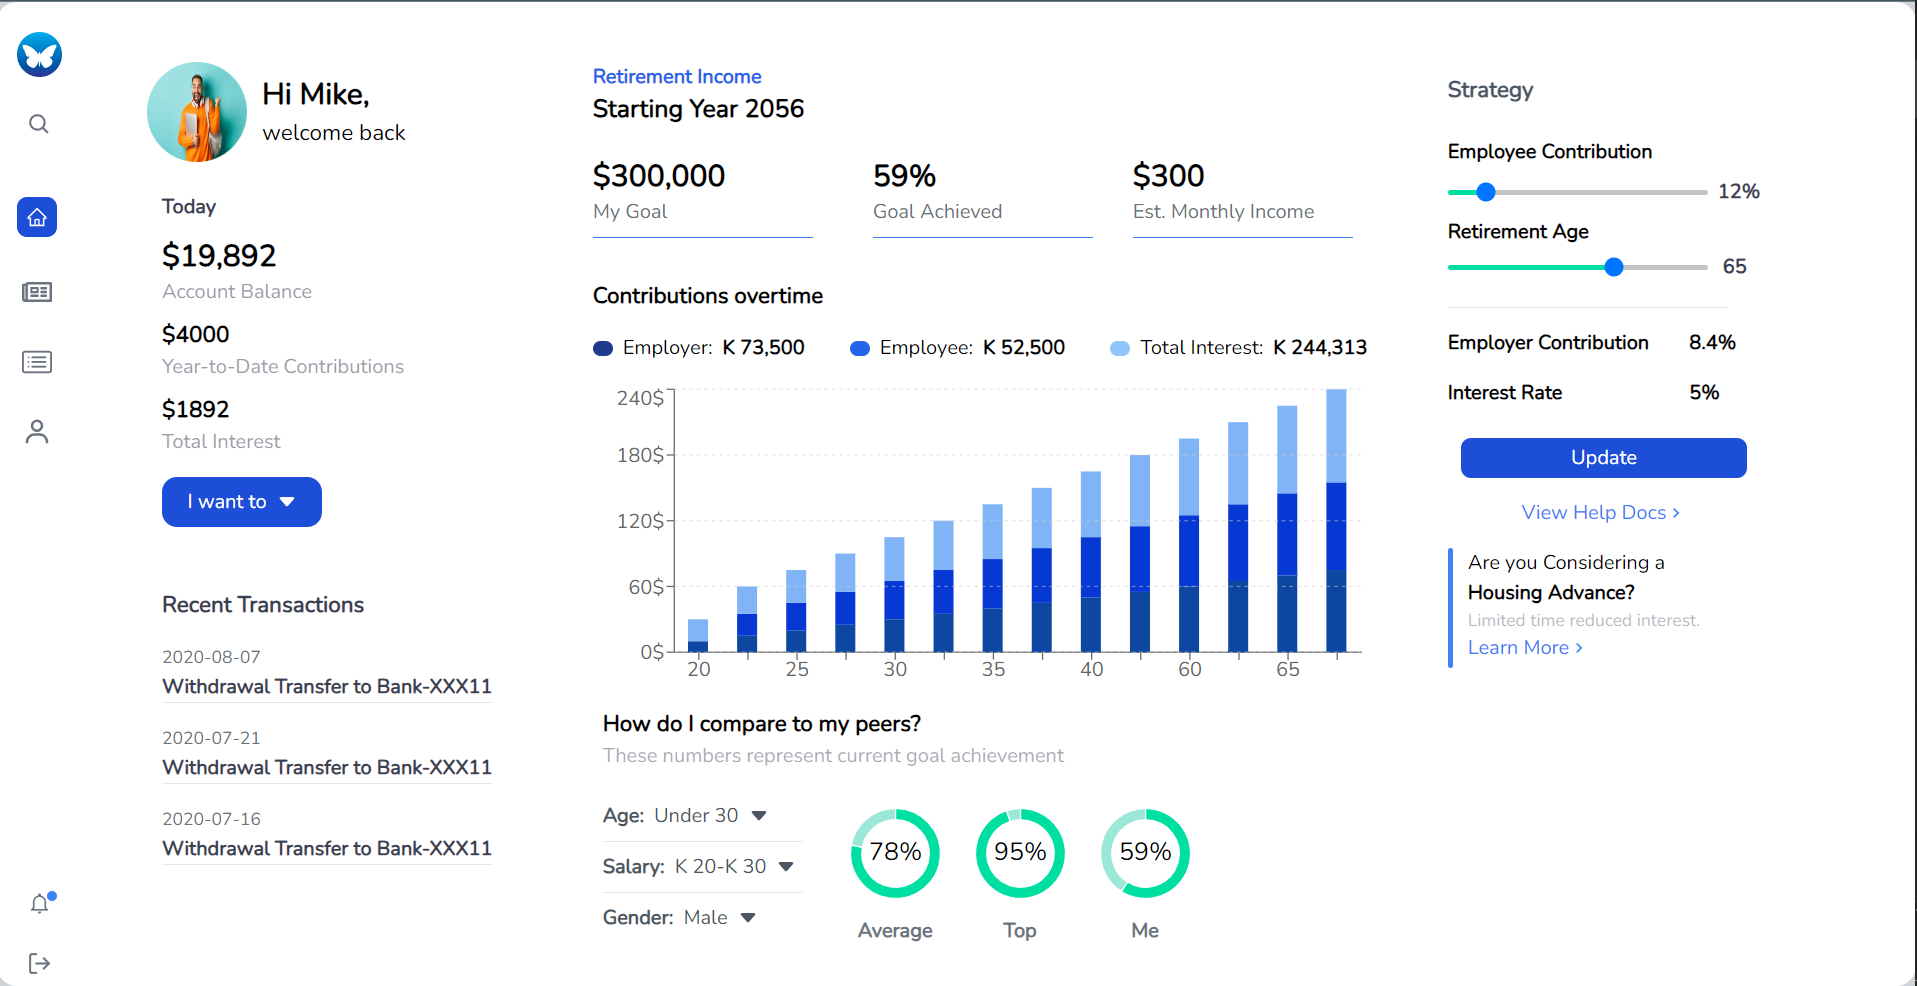 Hi Mike,
welcome back
Today
$19,892
Account Balance
$4000
Year-to-Date Contributions
$1892
Total Interest
I want to
Recent Transactions
2020-08-07
Withdrawal Transfer to Bank-XXX11
2020-07-21
Withdrawal Transfer to Bank-XXX11
2020-07-16
Withdrawal Transfer to Bank-XXX11
Retirement Income
Starting Year 2056
$300,000
My Goal
59%
Goal Achieved
$300
Est. Monthly Income
Contributions overtime
Employer: K 73,500 Employee: K 52,500 Total Interest: K 244,313
240$
180$
120$
60$
0$
20 25 30 35 40 60 65
How do I compare to my peers?
These numbers represent current goal achievement
Age: Under 30
Salary: K 20-K 30
Gender: Male
78% 95% 59%
Average Top Me
Strategy
Employee Contribution
12%
Retirement Age
65
Employer Contribution 8.4%
Interest Rate 5%
Update
View Help Docs ›
Are you Considering a
Housing Advance?
Limited time reduced interest.
Learn More ›